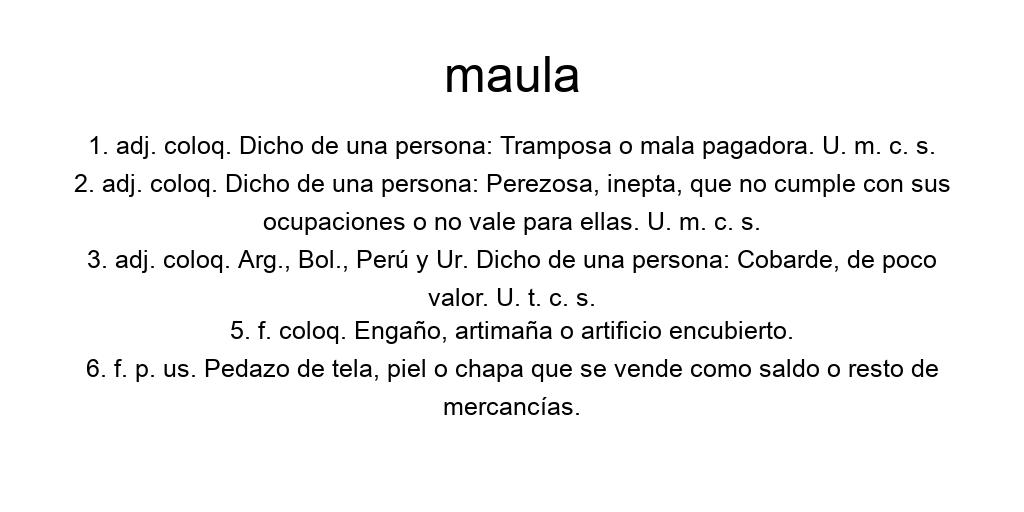 maula
1. adj. coloq. Dicho de una persona: Tramposa o mala pagadora. U. m. c. s.
2. adj. coloq. Dicho de una persona: Perezosa, inepta, que no cumple con sus
ocupaciones o no vale para ellas. U. m. c. s.
3. adj. coloq. Arg., Bol., Perú y Ur. Dicho de una persona: Cobarde, de poco
valor. U. t. c. s.
5. f. coloq. Engaño, artimaña o artificio encubierto.
6. f. p. us. Pedazo de tela, piel o chapa que se vende como saldo o resto de
mercancías.